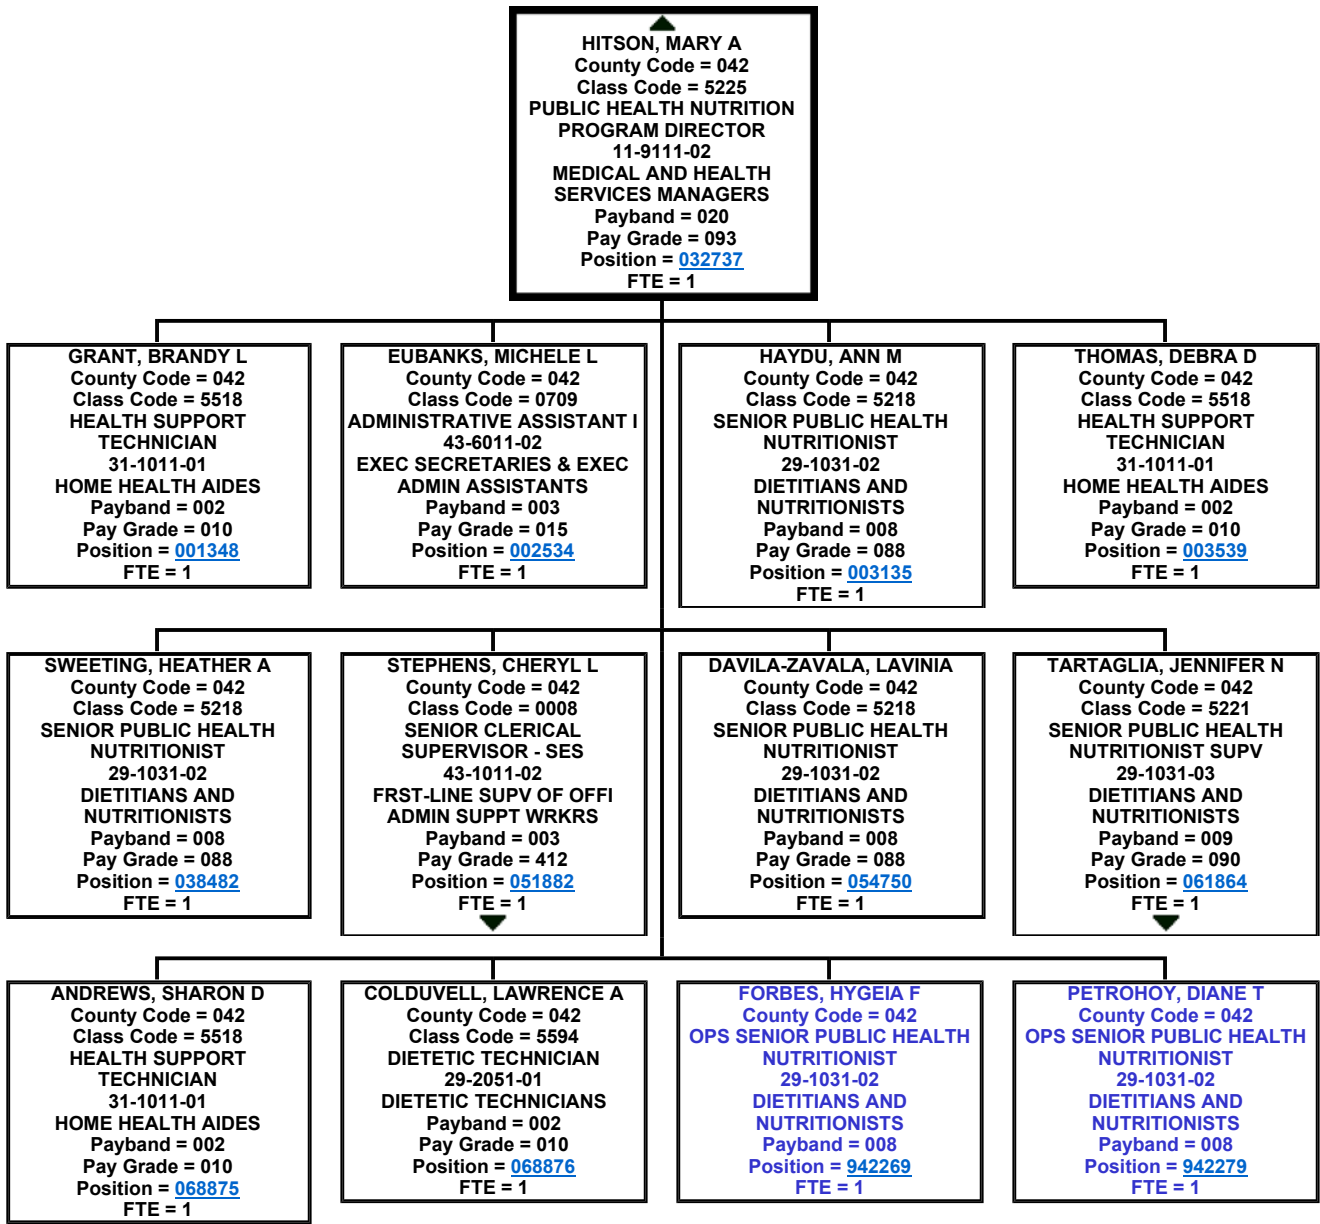 HITSON, MARY A
County Code = 042
Class Code = 5225
PUBLIC HEALTH NUTRITION
PROGRAM DIRECTOR
11-9111-02
MEDICAL AND HEALTH
SERVICES MANAGERS
Payband = 020
Pay Grade = 093
Position = 032737
FTE = 1
GRANT, BRANDY L
County Code = 042
Class Code = 5518
HEALTH SUPPORT
TECHNICIAN
31-1011-01
HOME HEALTH AIDES
Payband = 002
Pay Grade = 010
Position = 001348
FTE = 1
EUBANKS, MICHELE L
County Code = 042
Class Code = 0709
ADMINISTRATIVE ASSISTANT I
43-6011-02
EXEC SECRETARIES & EXEC
ADMIN ASSISTANTS
Payband = 003
Pay Grade = 015
Position = 002534
FTE = 1
HAYDU, ANN M
County Code = 042
Class Code = 5218
SENIOR PUBLIC HEALTH
NUTRITIONIST
29-1031-02
DIETITIANS AND
NUTRITIONISTS
Payband = 008
Pay Grade = 088
Position = 003135
FTE = 1
THOMAS, DEBRA D
County Code = 042
Class Code = 5518
HEALTH SUPPORT
TECHNICIAN
31-1011-01
HOME HEALTH AIDES
Payband = 002
Pay Grade = 010
Position = 003539
FTE = 1
SWEETING, HEATHER A
County Code = 042
Class Code = 5218
SENIOR PUBLIC HEALTH
NUTRITIONIST
29-1031-02
DIETITIANS AND
NUTRITIONISTS
Payband = 008
Pay Grade = 088
Position = 038482
FTE = 1
STEPHENS, CHERYL L
County Code = 042
Class Code = 0008
SENIOR CLERICAL
SUPERVISOR - SES
43-1011-02
FRST-LINE SUPV OF OFFI
ADMIN SUPPT WRKRS
Payband = 003
Pay Grade = 412
Position = 051882
FTE = 1
DAVILA-ZAVALA, LAVINIA
County Code = 042
Class Code = 5218
SENIOR PUBLIC HEALTH
NUTRITIONIST
29-1031-02
DIETITIANS AND
NUTRITIONISTS
Payband = 008
Pay Grade = 088
Position = 054750
FTE = 1
TARTAGLIA, JENNIFER N
County Code = 042
Class Code = 5221
SENIOR PUBLIC HEALTH
NUTRITIONIST SUPV
29-1031-03
DIETITIANS AND
NUTRITIONISTS
Payband = 009
Pay Grade = 090
Position = 061864
FTE = 1
ANDREWS, SHARON D
County Code = 042
Class Code = 5518
HEALTH SUPPORT
TECHNICIAN
31-1011-01
HOME HEALTH AIDES
Payband = 002
Pay Grade = 010
Position = 068875
FTE = 1
COLDUVELL, LAWRENCE A
County Code = 042
Class Code = 5594
DIETETIC TECHNICIAN
29-2051-01
DIETETIC TECHNICIANS
Payband = 002
Pay Grade = 010
Position = 068876
FTE = 1
FORBES, HYGEIA F
County Code = 042
OPS SENIOR PUBLIC HEALTH
NUTRITIONIST
29-1031-02
DIETITIANS AND
NUTRITIONISTS
Payband = 008
Position = 942269
FTE = 1
PETROHOY, DIANE T
County Code = 042
OPS SENIOR PUBLIC HEALTH
NUTRITIONIST
29-1031-02
DIETITIANS AND
NUTRITIONISTS
Payband = 008
Position = 942279
FTE = 1